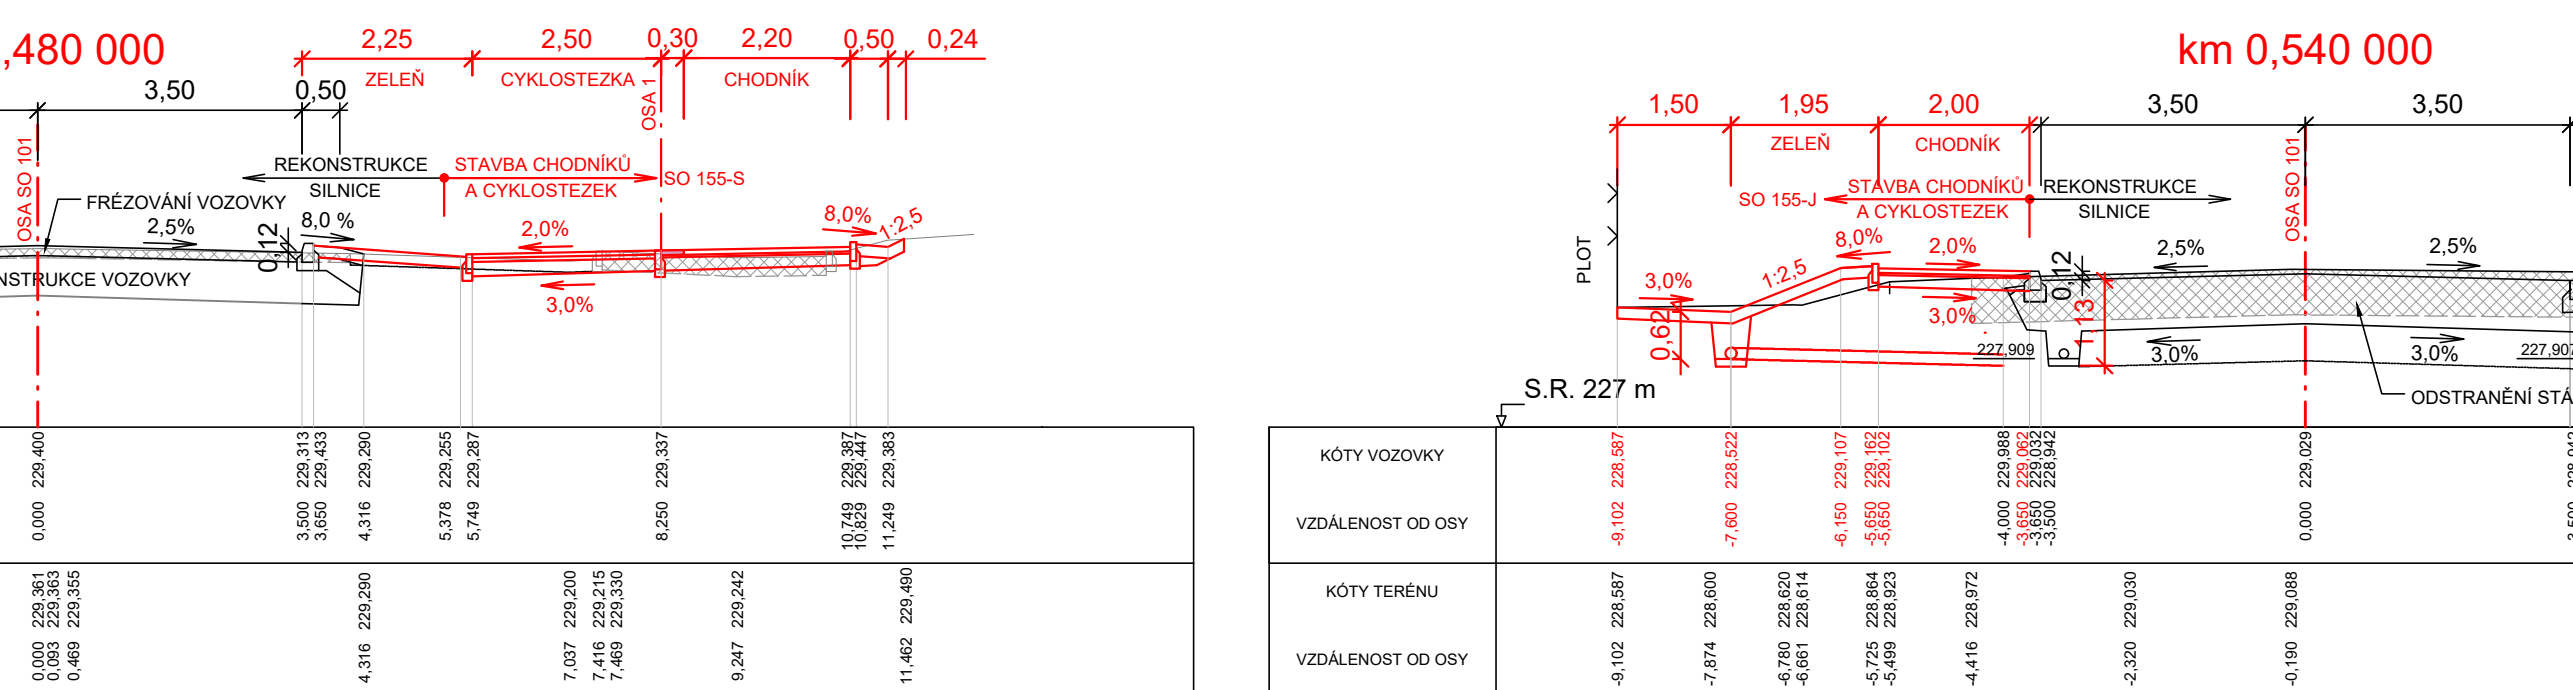 ,480 000
2,25
2,50
0,30
2,20
0,50
0,24
ZELEŇ
CYKLOSTEZKA
CHODNÍK
3,50
0,50
OSA 1
OSA SO 101
REKONSTRUKCE
SILNICE
STAVBA CHODNÍKŮ
A CYKLOSTEZEK
SO 155-S
FRÉZOVÁNÍ VOZOVKY
2,5%
0,12
8,0 %
2,0%
8,0%
1:2,5
NSTRUKCE VOZOVKY
3,0%
0,000 229,400
3,500 229,313
3,650 229,433
4,316 229,290
5,378 229,255
5,749 229,287
8,250 229,337
10,749 229,387
10,829 229,447
11,249 229,383
0,000 229,361
0,093 229,363
0,469 229,355
4,316 229,290
7,037 229,200
7,416 229,215
7,469 229,330
9,247 229,242
11,462 229,490
km 0,540 000
1,50
1,95
2,00
3,50
3,50
ZELEŇ
CHODNÍK
OSA SO 101
STAVBA CHODNÍKŮ
A CYKLOSTEZEK
SO 155-J
REKONSTRUKCE
SILNICE
PLOT
3,0%
0,62
1:2,5
8,0%
2,0%
3,0%
0,12
1,13
2,5%
2,5%
227,909
3,0%
3,0%
227,907
ODSTRANĚNÍ STÁ
S.R. 227 m
KÓTY VOZOVKY
VZDÁLENOST OD OSY
-9,102 228,587
-7,600 228,522
-6,150 229,107
-5,650 229,162
-5,650 229,102
-4,000 229,988
-3,650 229,062
-3,650 229,032
-3,500 228,942
0,000 229,029
3,500 228,942
KÓTY TERÉNU
VZDÁLENOST OD OSY
-9,102 228,587
-7,874 228,600
-6,780 228,620
-6,661 228,614
-5,725 228,864
-5,499 228,923
-4,416 228,972
-2,320 229,030
-0,190 229,088